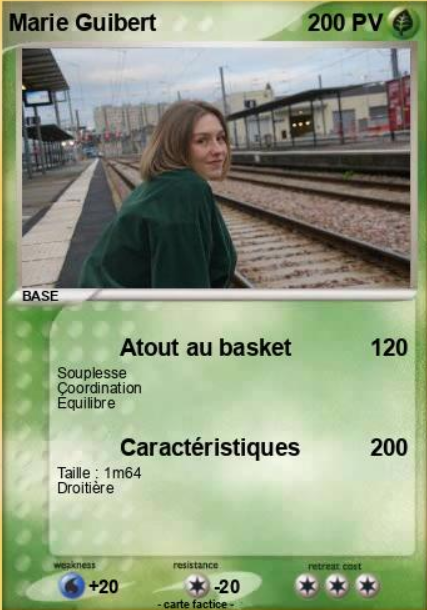 Marie Guibert 200 PV
BASE
Atout au basket 120
Souplesse
Coordination
Equilibre
Caractéristiques 200
Taille : 1m64
Droitière
weakness resistance retreat cost
+20 -20
- carte factice -